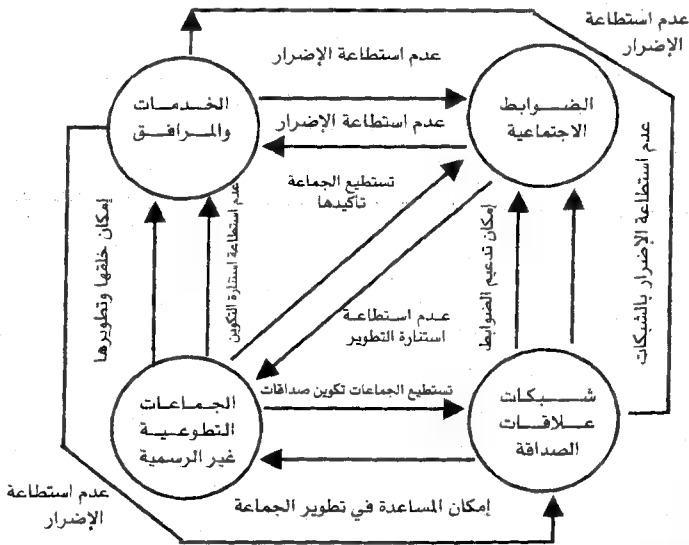 عدم استطاعة
الإضرار
عدم استطاعة الإضرار
الضوابط
الاجتماعية
الخدمات
والمرافق
عدم استطاعة الإضرار
تستطيع الجماعة
تأكيدها
عدم استطاعة الإضرار بالشبكات
إمكان تدعيم الضوابط
عدم استطاعة استثارة التكوين
إمكان خلقها وتطويرها
عدم استطاعة
استثارة التطوير
شبكات
علاقات
الصداقة
تستطيع الجماعات تكوين صداقات
الجماعات
التطوعية
غير الرسمية
عدم استطاعة
الإضرار
إمكان المساعدة في تطوير الجماعة